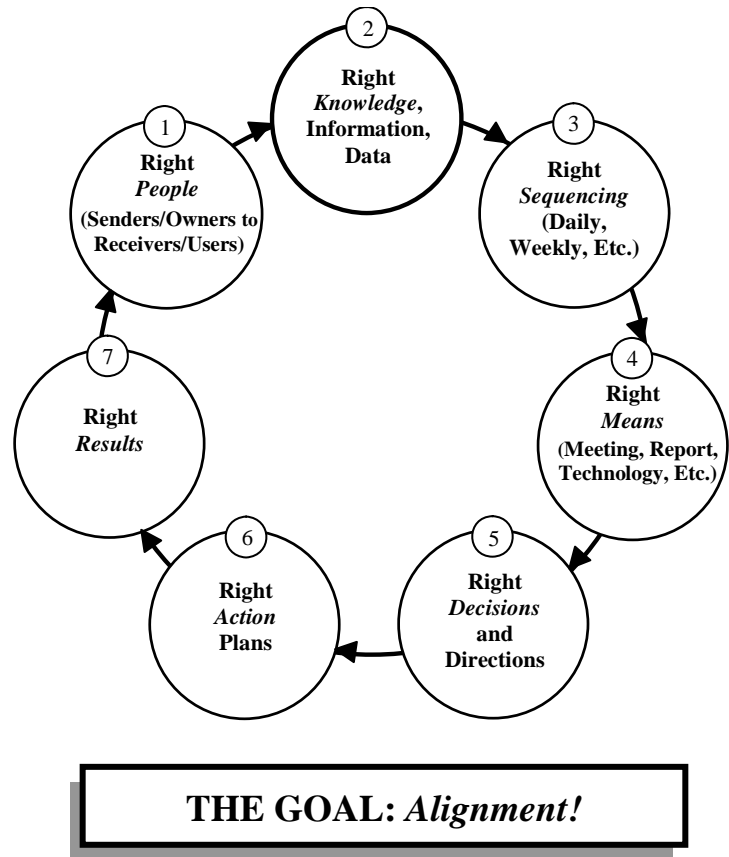 1
Right
People
(Senders/Owners to
Receivers/Users)
2
Right
Knowledge,
Information,
Data
3
Right
Sequencing
(Daily,
Weekly, Etc.)
4
Right
Means
(Meeting, Report,
Technology, Etc.)
5
Right
Decisions
and
Directions
6
Right
Action
Plans
7
Right
Results
THE GOAL: Alignment!